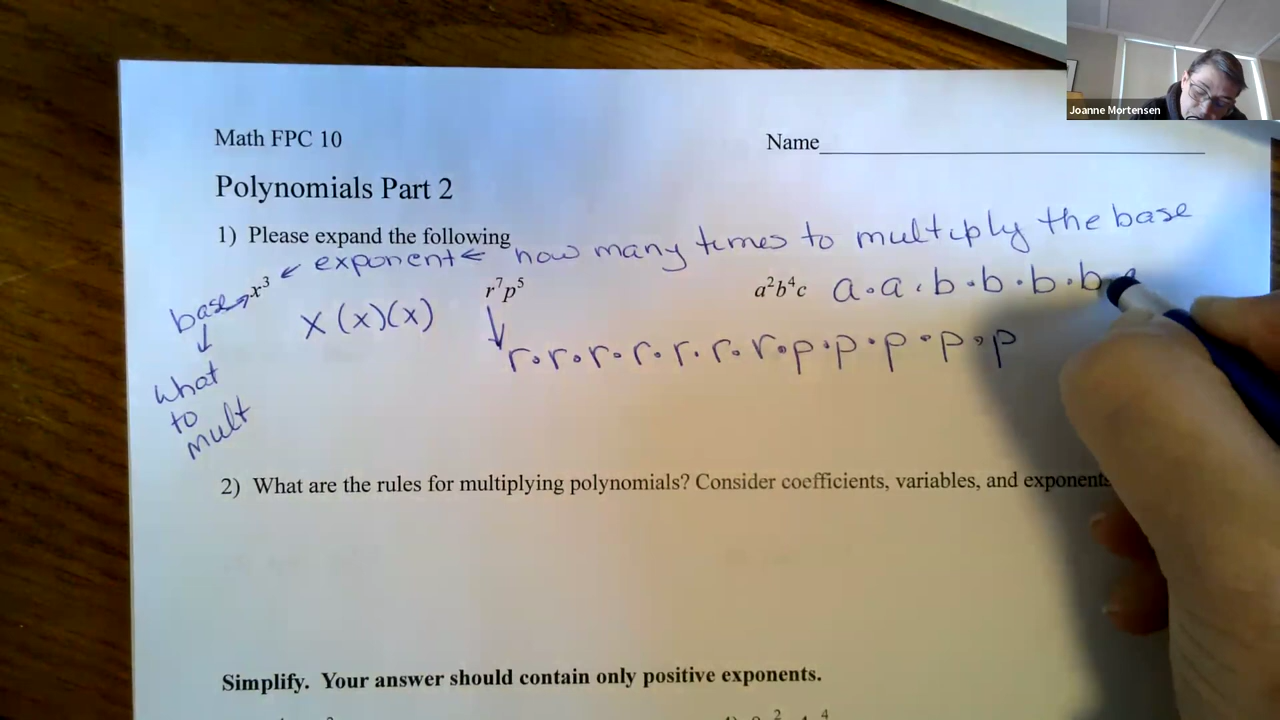 Joanne Mortensen
Math FPC 10
Name
Polynomials Part 2
1) Please expand the following
how many times to multiply the base
← exponent ←
base → x³
x (x)(x)
r⁷p⁵
a²b⁴c
a·a·b·b·b·b·
↓
what
to
mult
r·r·r·r·r·r·r·p·p·p·p·p
2) What are the rules for multiplying polynomials? Consider coefficients, variables, and exponents
Simplify. Your answer should contain only positive exponents.